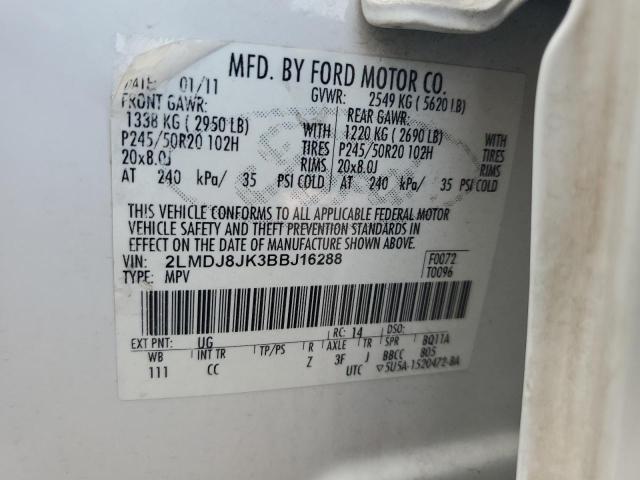 MFD. BY FORD MOTOR CO.
DATE: 01/11 GVWR: 2549 KG ( 5620 LB)
FRONT GAWR: REAR GAWR:
1338 KG ( 2950 LB) WITH 1220 KG ( 2690 LB) WITH
P245/50R20 102H TIRES P245/50R20 102H TIRES
20x8.0J RIMS 20x8.0J RIMS
AT 240 kPa/ 35 PSI COLD AT 240 kPa/ 35 PSI COLD
THIS VEHICLE CONFORMS TO ALL APPLICABLE FEDERAL MOTOR
VEHICLE SAFETY AND THEFT PREVENTION STANDARDS IN
EFFECT ON THE DATE OF MANUFACTURE SHOWN ABOVE.
VIN: 2LMDJ8JK3BBJ16288 F0072
TYPE: MPV T0096
EXT PNT: UG RC: 14 DSO:
WB INT TR TP/PS R AXLE TR SPR BQ11A
111 CC Z 3F J BBCC 805
UTC 5U5A-1520472-BA